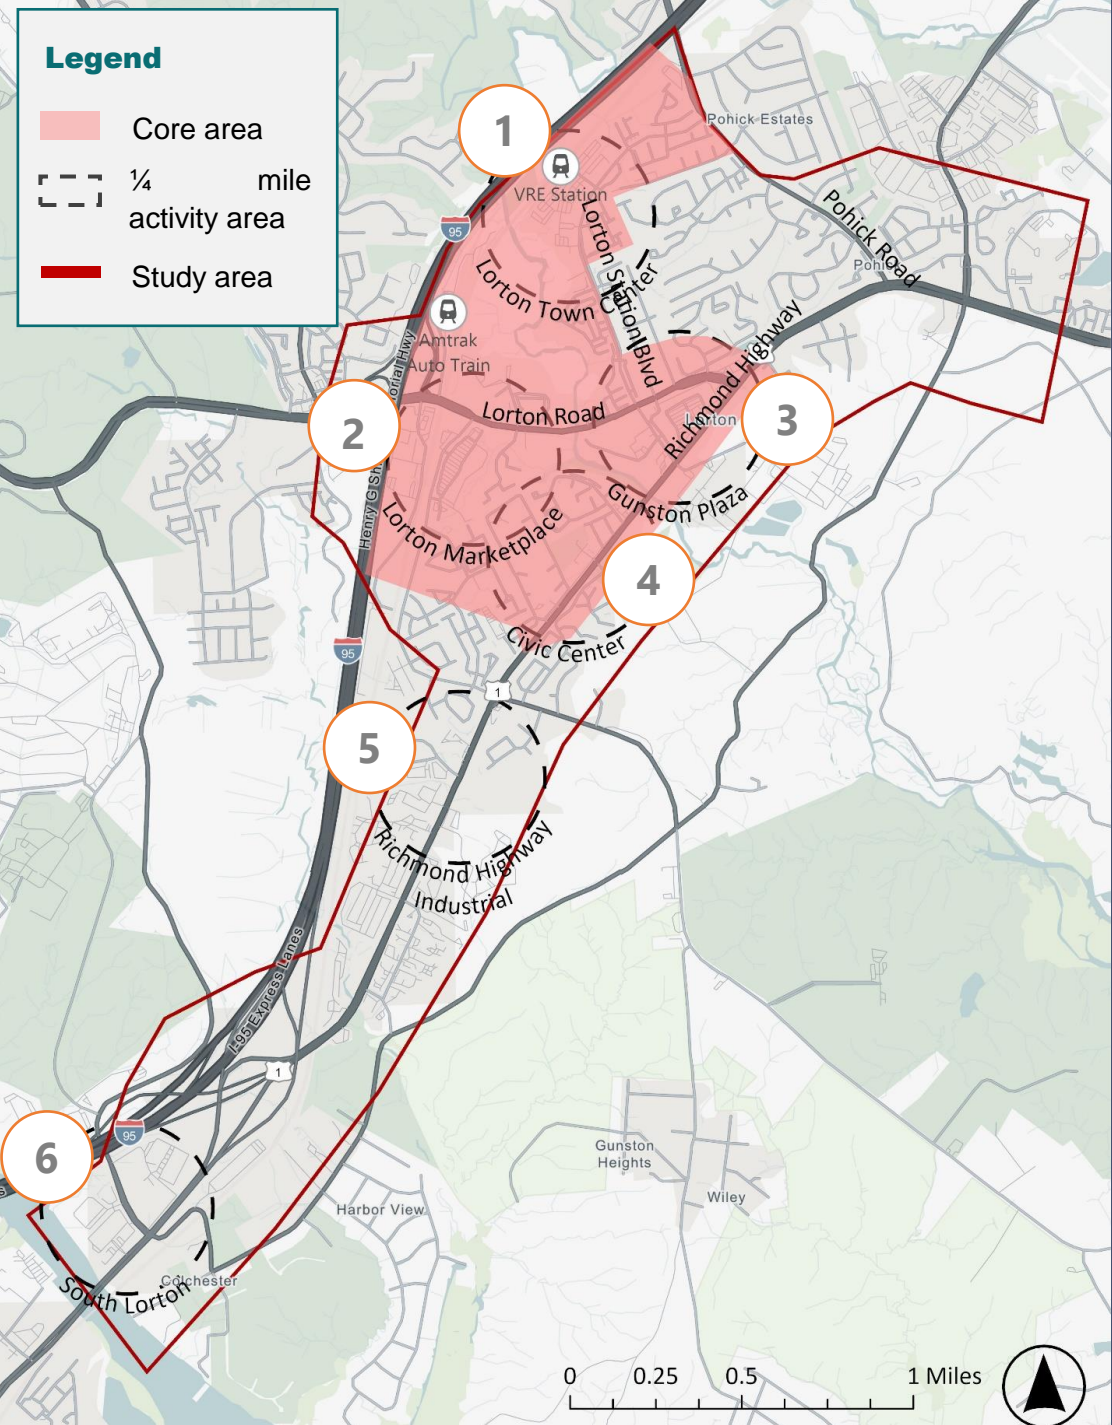 Legend
Core area
¼ mile
activity area
Study area
1
Pohick Estates
VRE Station
95
Lorton Station Blvd
Pohick Road
Lorton Town Center
Amtrak
Auto Train
Richmond Highway
2
Lorton Road
Lorton
3
Gunston Plaza
Lorton Marketplace
4
Civic Center
95
1
5
Richmond Highway
Industrial
I-95 Express Lanes
1
95
6
Gunston
Heights
Wiley
Harbor View
Colchester
South Lorton
0 0.25 0.5 1 Miles